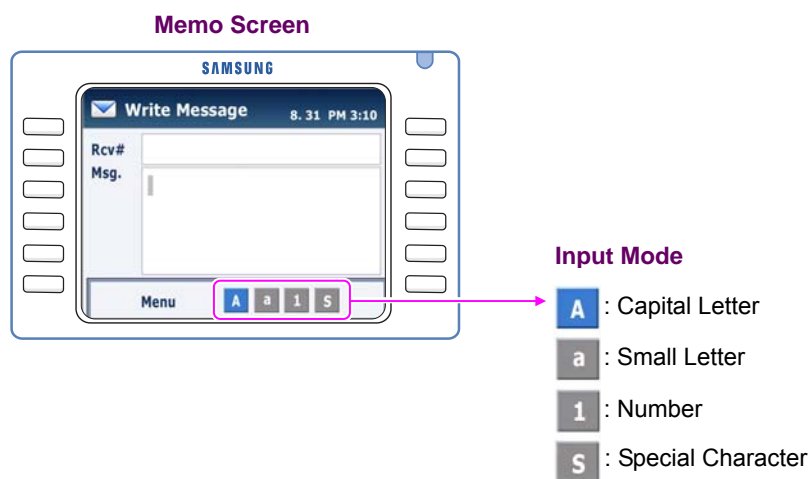 Memo Screen
SAMSUNG
Write Message 8. 31 PM 3:10
Rcv#
Msg.
Menu A a 1 S
Input Mode
A : Capital Letter
a : Small Letter
1 : Number
S : Special Character